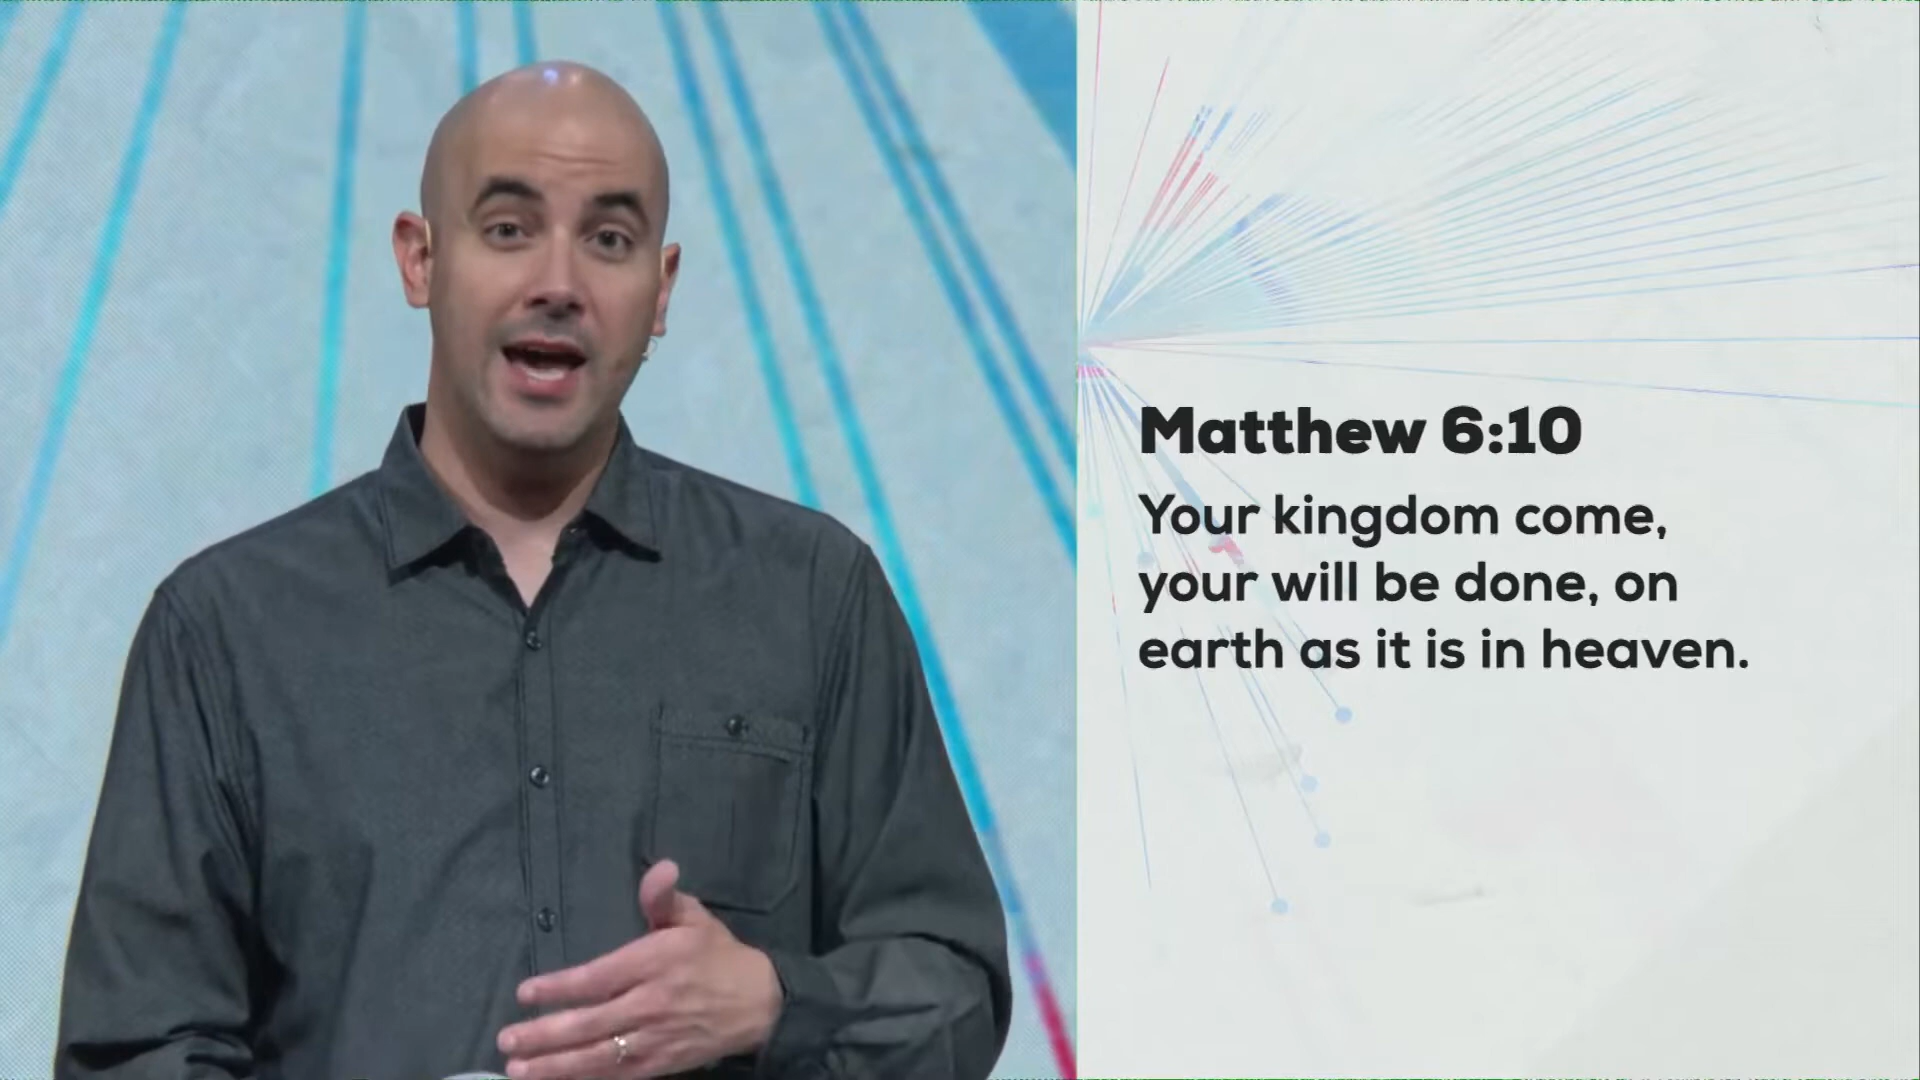 Matthew 6:10
Your kingdom come,
your will be done, on
earth as it is in heaven.